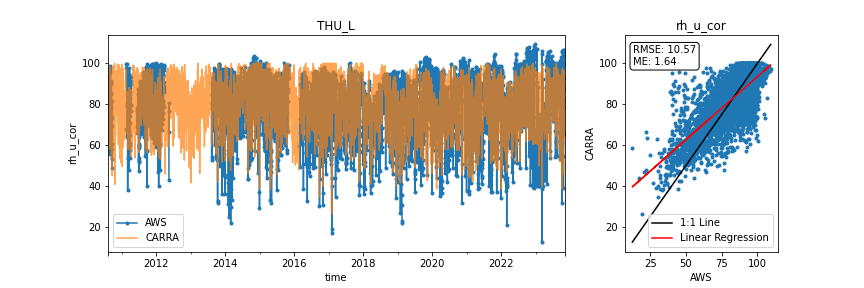 THU_L
rh_u_cor
100
80
60
40
20
AWS
CARRA
2012
2014
2016
2018
2020
2022
time
rh_u_cor
RMSE: 10.57
ME: 1.64
CARRA
100
80
60
40
20
1:1 Line
Linear Regression
25
50
75
100
AWS